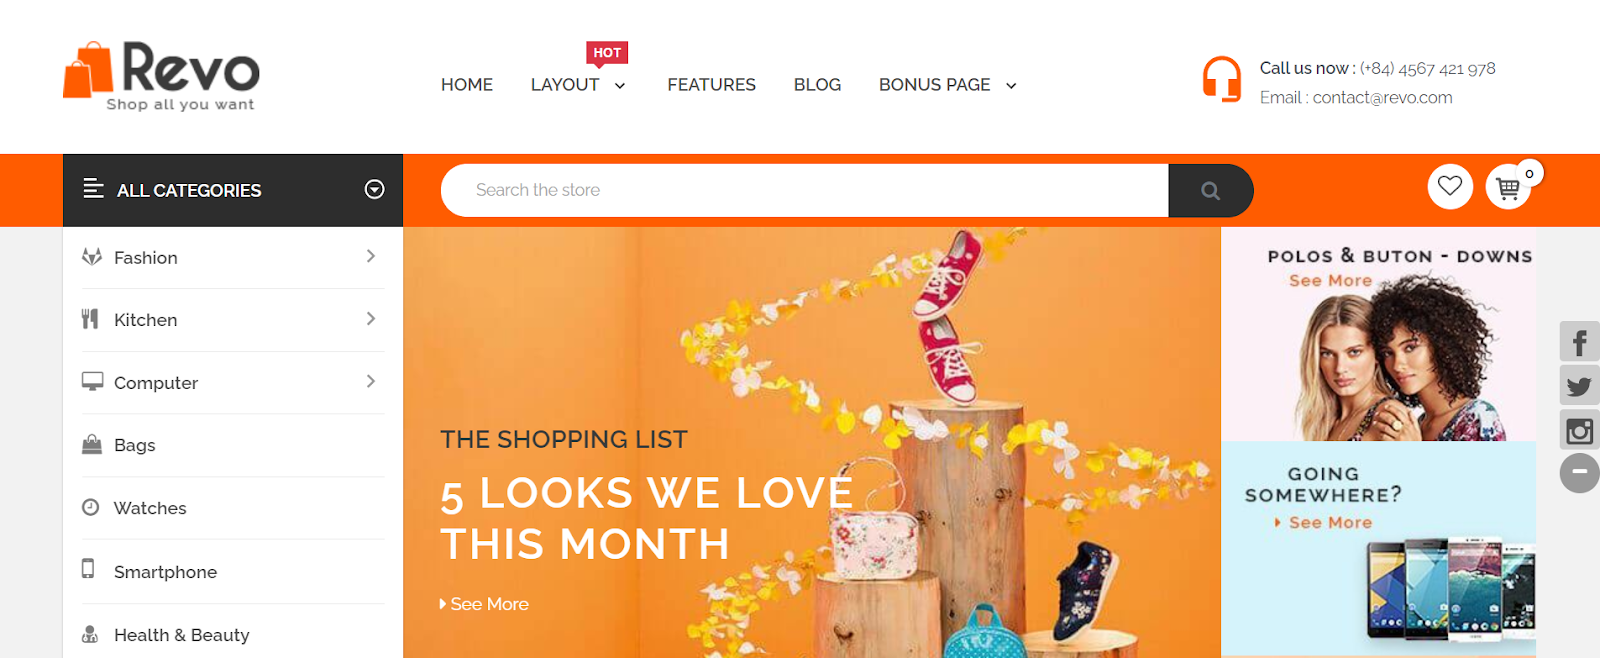 Revo
Shop all you want
HOME
LAYOUT
HOT
FEATURES
BLOG
BONUS PAGE
Call us now : (+84) 4567 421 978
Email : contact@revo.com
ALL CATEGORIES
Search the store
0
Fashion
Kitchen
Computer
Bags
Watches
Smartphone
Health & Beauty
THE SHOPPING LIST
5 LOOKS WE LOVE
THIS MONTH
See More
POLOS & BUTON - DOWNS
See More
GOING
SOMEWHERE?
See More